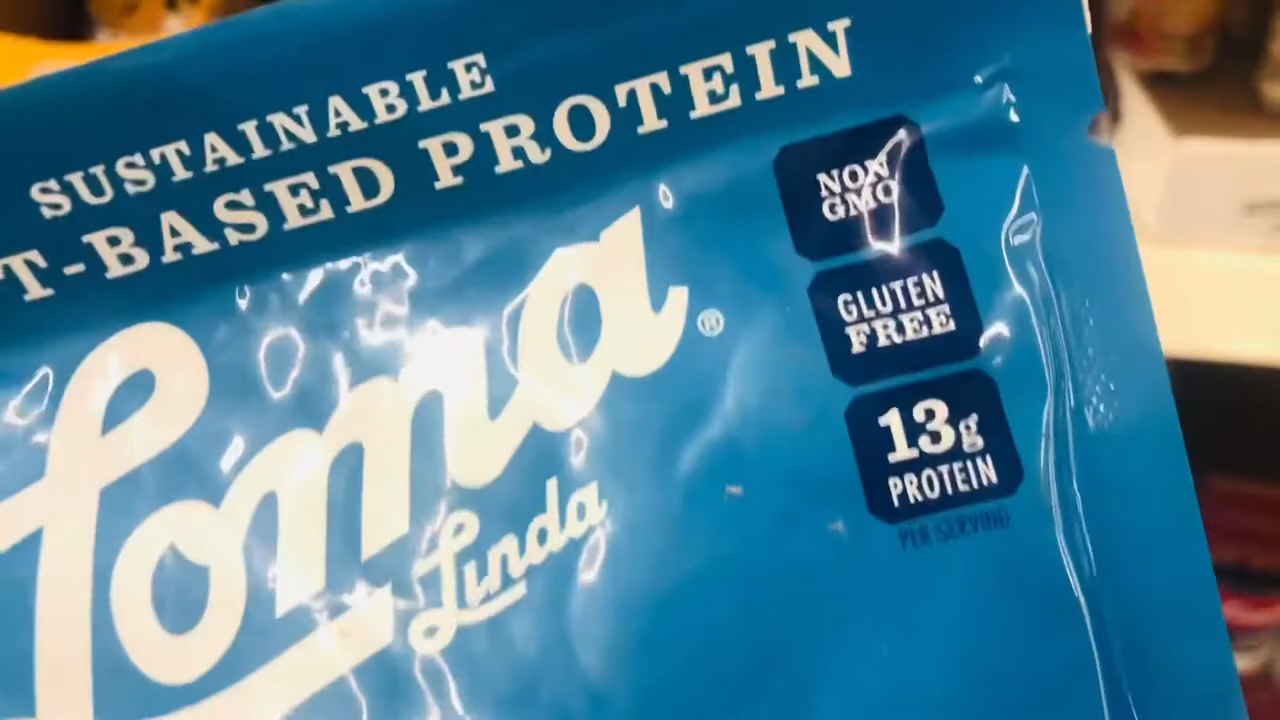 SUSTAINABLE
T-BASED PROTEIN
Loma
Linda
®
NON
GMO
GLUTEN
FREE
13g
PROTEIN
PER SERVING